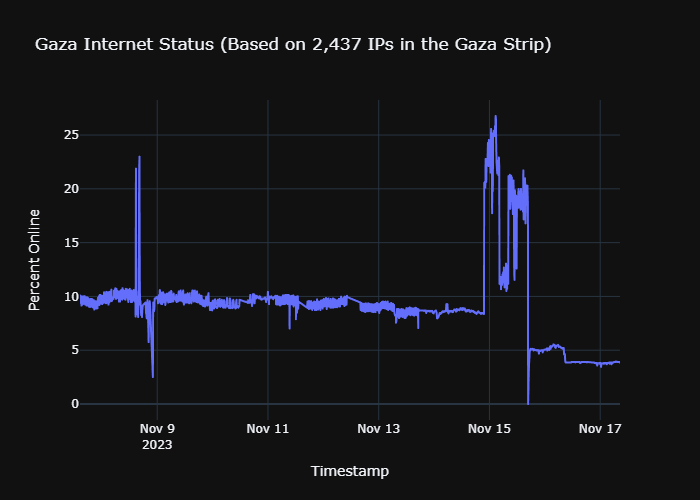 Gaza Internet Status (Based on 2,437 IPs in the Gaza Strip)
Percent Online
25
20
15
10
5
0
Nov 9
2023
Nov 11
Nov 13
Nov 15
Nov 17
Timestamp